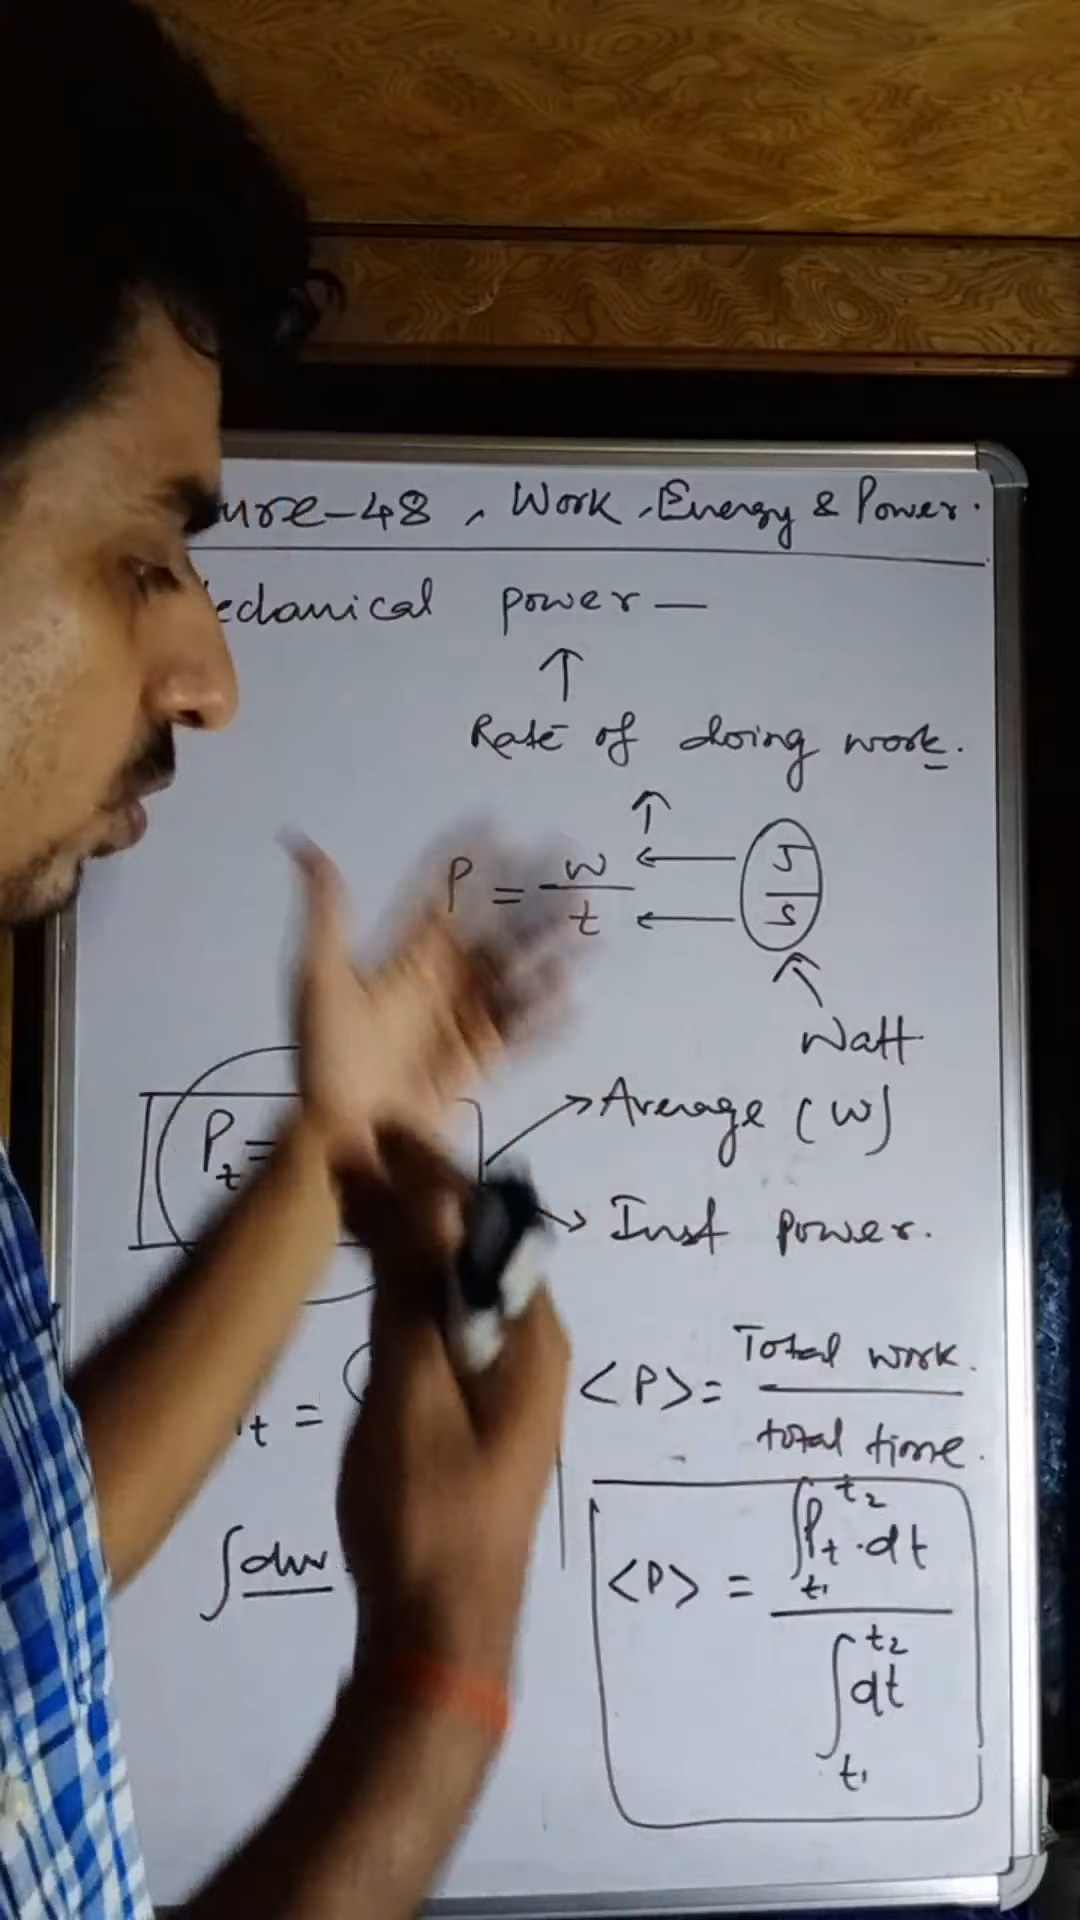 ure-48, Work, Energy & Power.
echanical power —
↑
Rate of doing work.
↑
P = w/t ← J/s
Watt
P_t =
Average (W)
Inst power.
<P> = Total work. / total time.
t =
∫dw
<P> = ∫_{t1}^{t2} P_t . dt / ∫_{t1}^{t2} dt